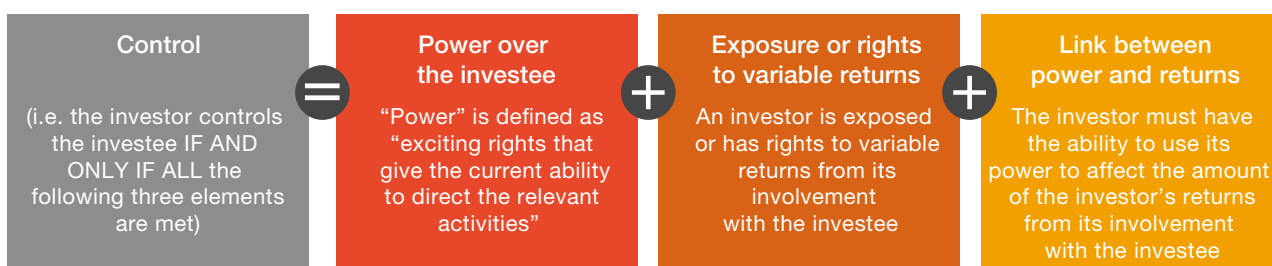 Control
(i.e. the investor controls
the investee IF AND
ONLY IF ALL the
following three elements
are met)
=
Power over
the investee
“Power” is defined as
“exciting rights that
give the current ability
to direct the relevant
activities”
+
Exposure or rights
to variable returns
An investor is exposed
or has rights to variable
returns from its
involvement
with the investee
+
Link between
power and returns
The investor must have
the ability to use its
power to affect the amount
of the investor’s returns
from its involvement
with the investee